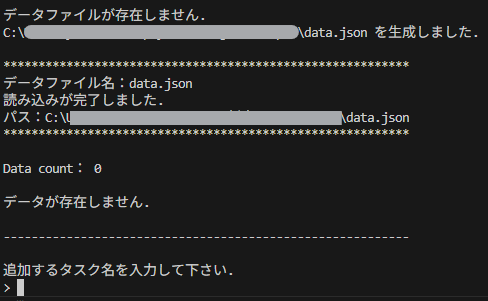 データファイルが存在しません.
C:\ \data.json を生成しました.
**********************************************************
データファイル名：data.json
読み込みが完了しました.
パス：C:\ \data.json
**********************************************************
Data count： 0
データが存在しません.
----------------------------------------------------------
追加するタスク名を入力して下さい.
>